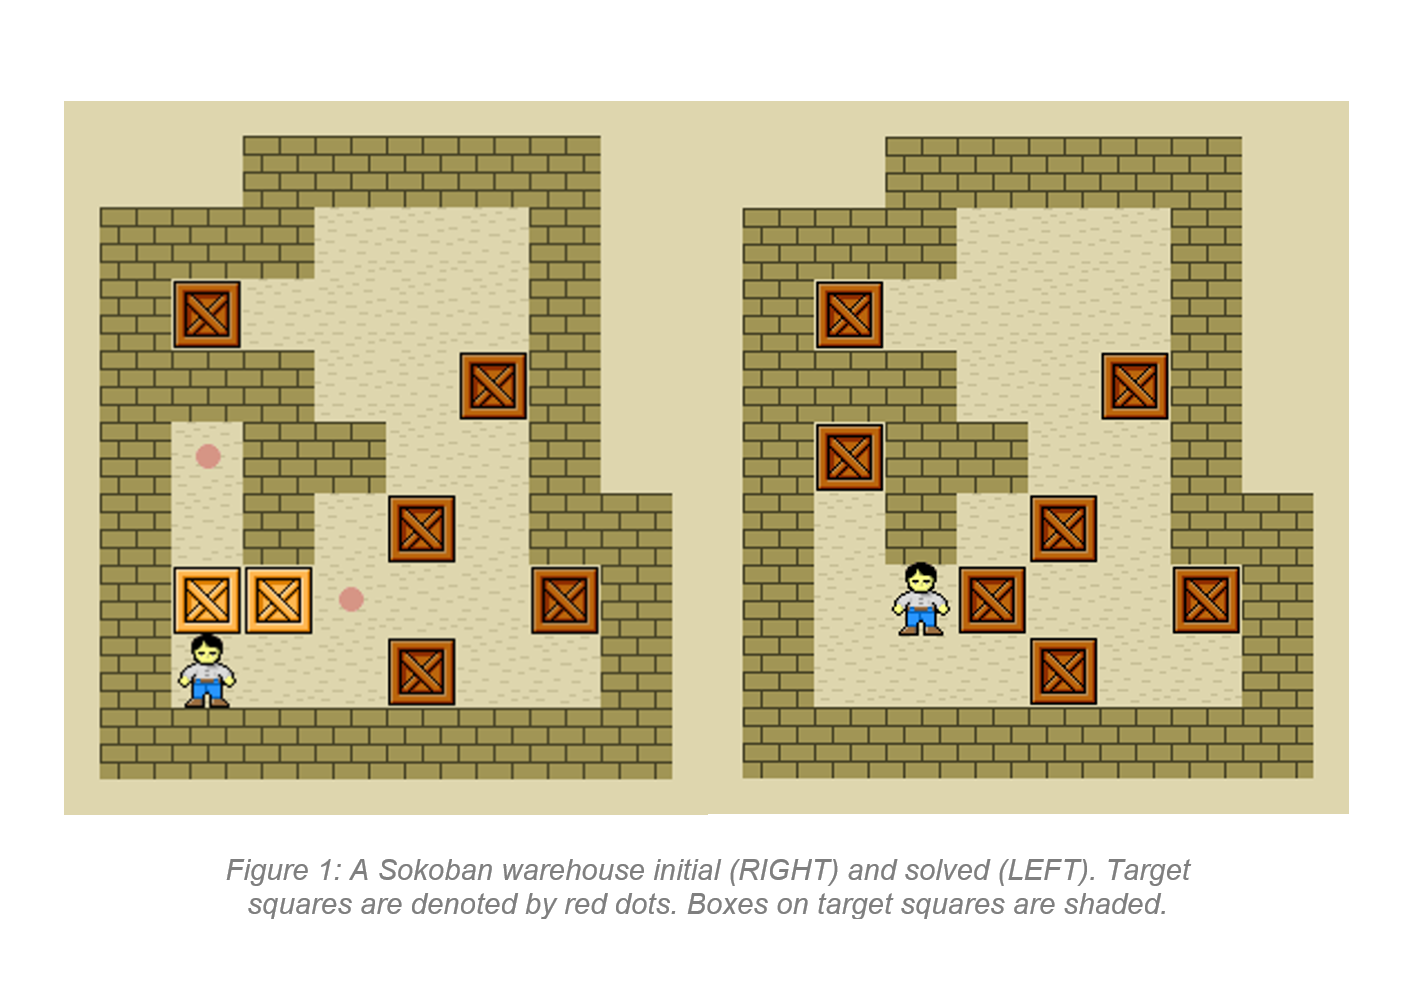 Figure 1: A Sokoban warehouse initial (RIGHT) and solved (LEFT). Target
squares are denoted by red dots. Boxes on target squares are shaded.